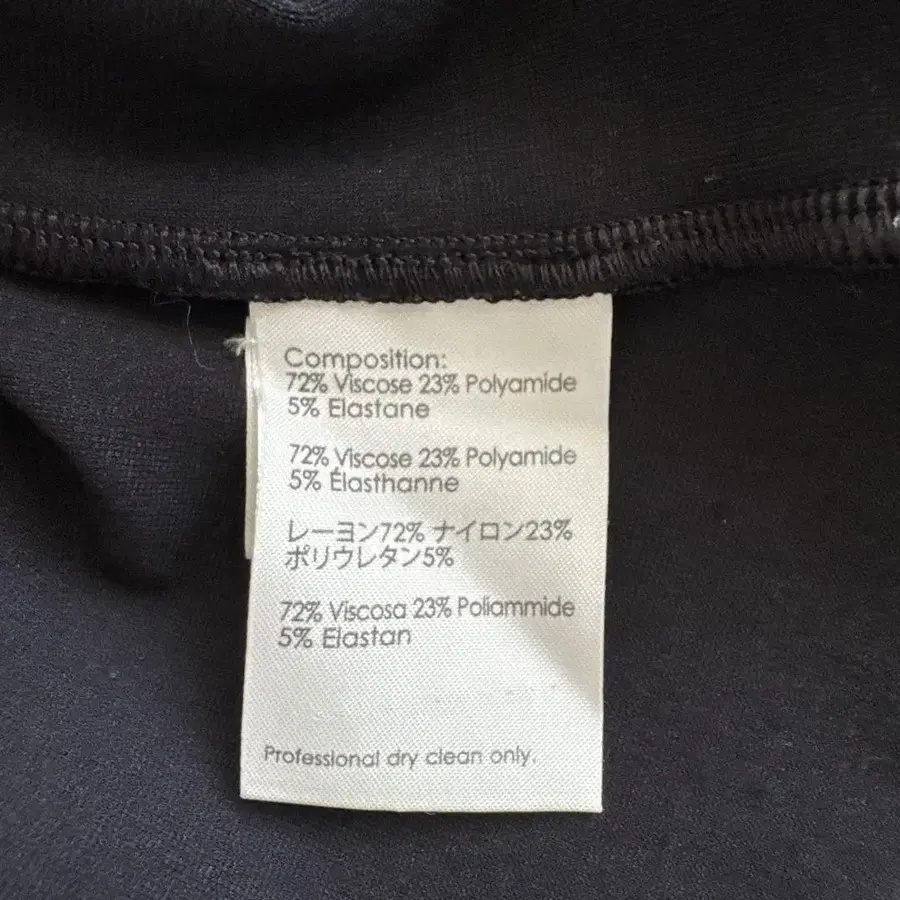 Composition:
72% Viscose 23% Polyamide
5% Elastane
72% Viscose 23% Polyamide
5% Élasthanne
レーヨン72% ナイロン23%
ポリウレタン5%
72% Viscosa 23% Poliammide
5% Elastan
Professional dry clean only.